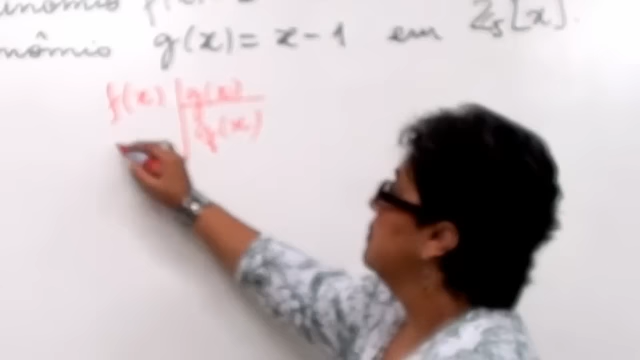 nômio g(x) = x - 1 em ℤ₅[x].
f(x) | g(x)
q(x)